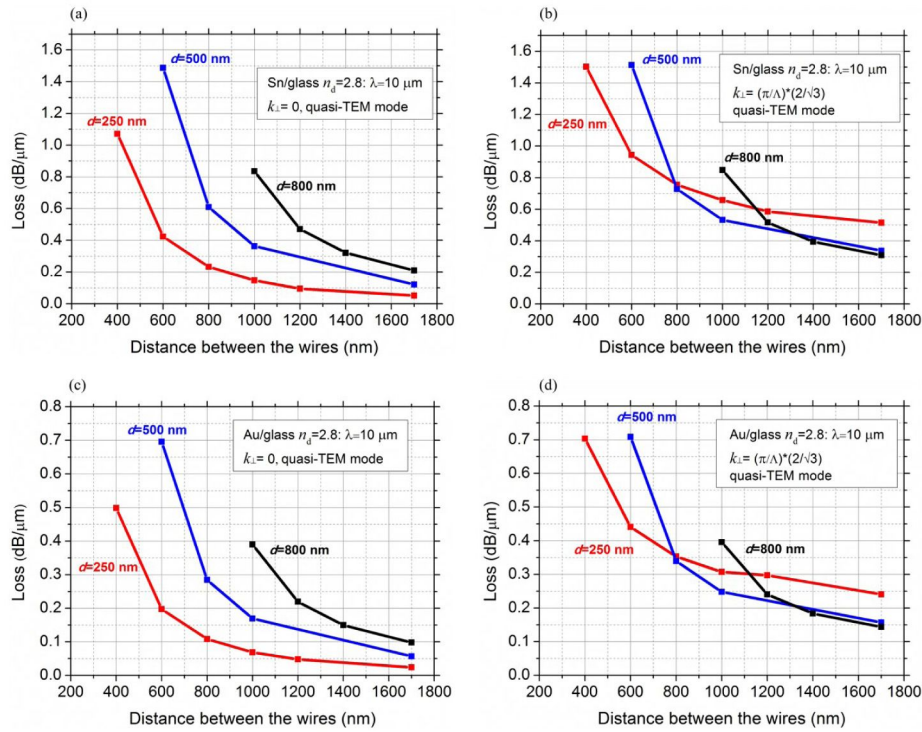 (a)
d=500 nm
Sn/glass nd=2.8: λ=10 μm
k⊥= 0, quasi-TEM mode
d=250 nm
d=800 nm
Loss (dB/μm)
1.6
1.4
1.2
1.0
0.8
0.6
0.4
0.2
0.0
200 400 600 800 1000 1200 1400 1600 1800
Distance between the wires (nm)
(b)
d=500 nm
Sn/glass nd=2.8: λ=10 μm
k⊥= (π/Λ)*(2/√3)
quasi-TEM mode
d=250 nm
d=800 nm
Loss (dB/μm)
1.6
1.4
1.2
1.0
0.8
0.6
0.4
0.2
0.0
200 400 600 800 1000 1200 1400 1600 1800
Distance between the wires (nm)
(c)
d=500 nm
Au/glass nd=2.8: λ=10 μm
k⊥= 0, quasi-TEM mode
d=250 nm
d=800 nm
Loss (dB/μm)
0.8
0.7
0.6
0.5
0.4
0.3
0.2
0.1
0.0
200 400 600 800 1000 1200 1400 1600 1800
Distance between the wires (nm)
(d)
d=500 nm
Au/glass nd=2.8: λ=10 μm
k⊥= (π/Λ)*(2/√3)
quasi-TEM mode
d=250 nm
d=800 nm
Loss (dB/μm)
0.8
0.7
0.6
0.5
0.4
0.3
0.2
0.1
0.0
200 400 600 800 1000 1200 1400 1600 1800
Distance between the wires (nm)